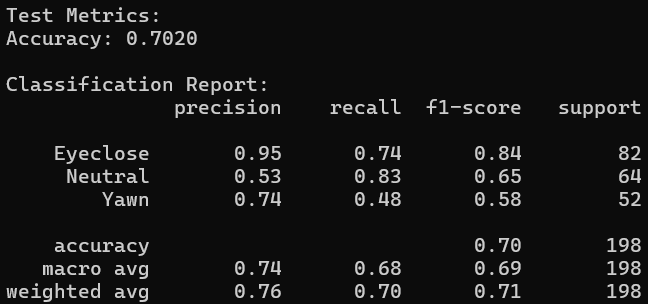 Test Metrics:
Accuracy: 0.7020
Classification Report:
precision recall f1-score support
Eyeclose 0.95 0.74 0.84 82
Neutral 0.53 0.83 0.65 64
Yawn 0.74 0.48 0.58 52
accuracy 0.70 198
macro avg 0.74 0.68 0.69 198
weighted avg 0.76 0.70 0.71 198